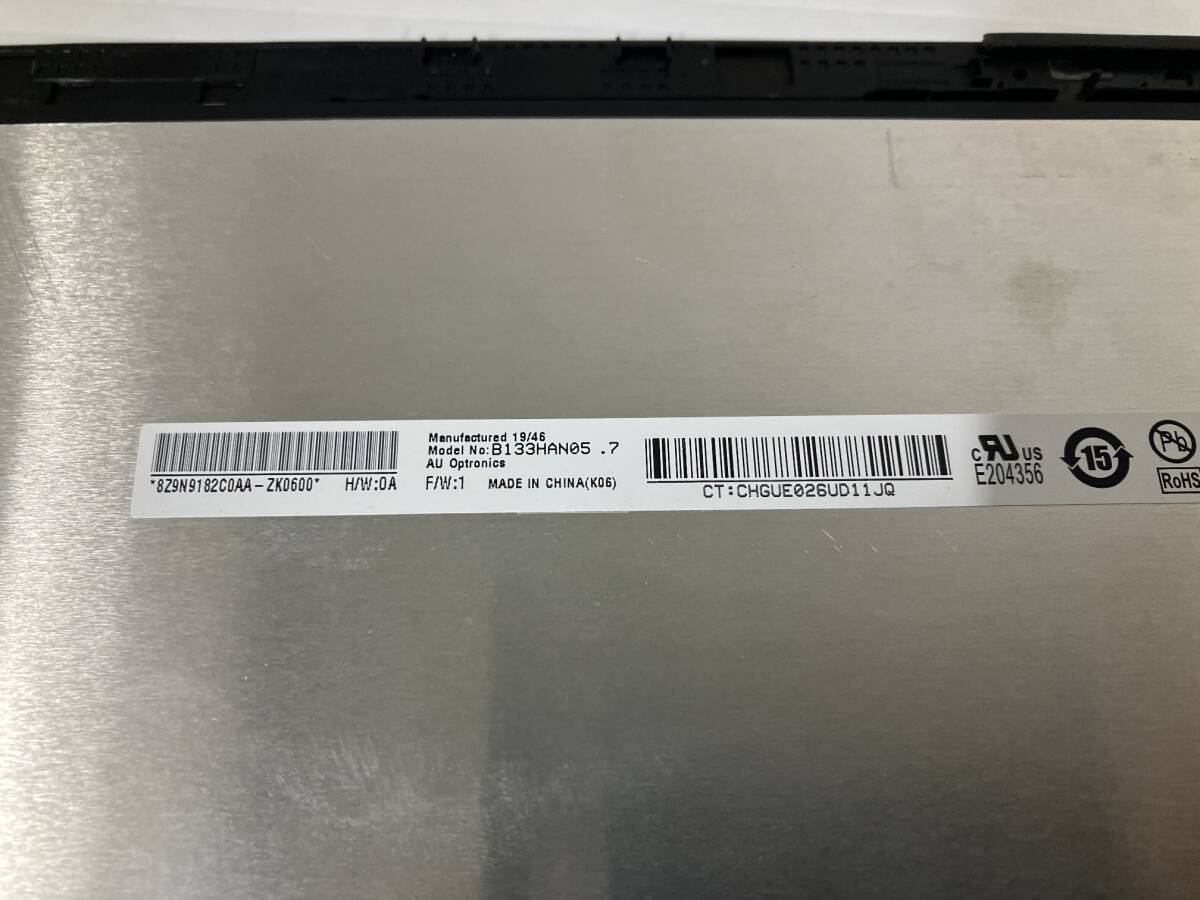 *8Z9N9182C0AA-ZK0600* H/W:0A
Manufactured 19/46
Model No:B133HAN05 .7
AU Optronics
F/W:1 MADE IN CHINA(K06)
CT:CHGUE026UD11JQ
C US
E204356
15
Pb
RoHS